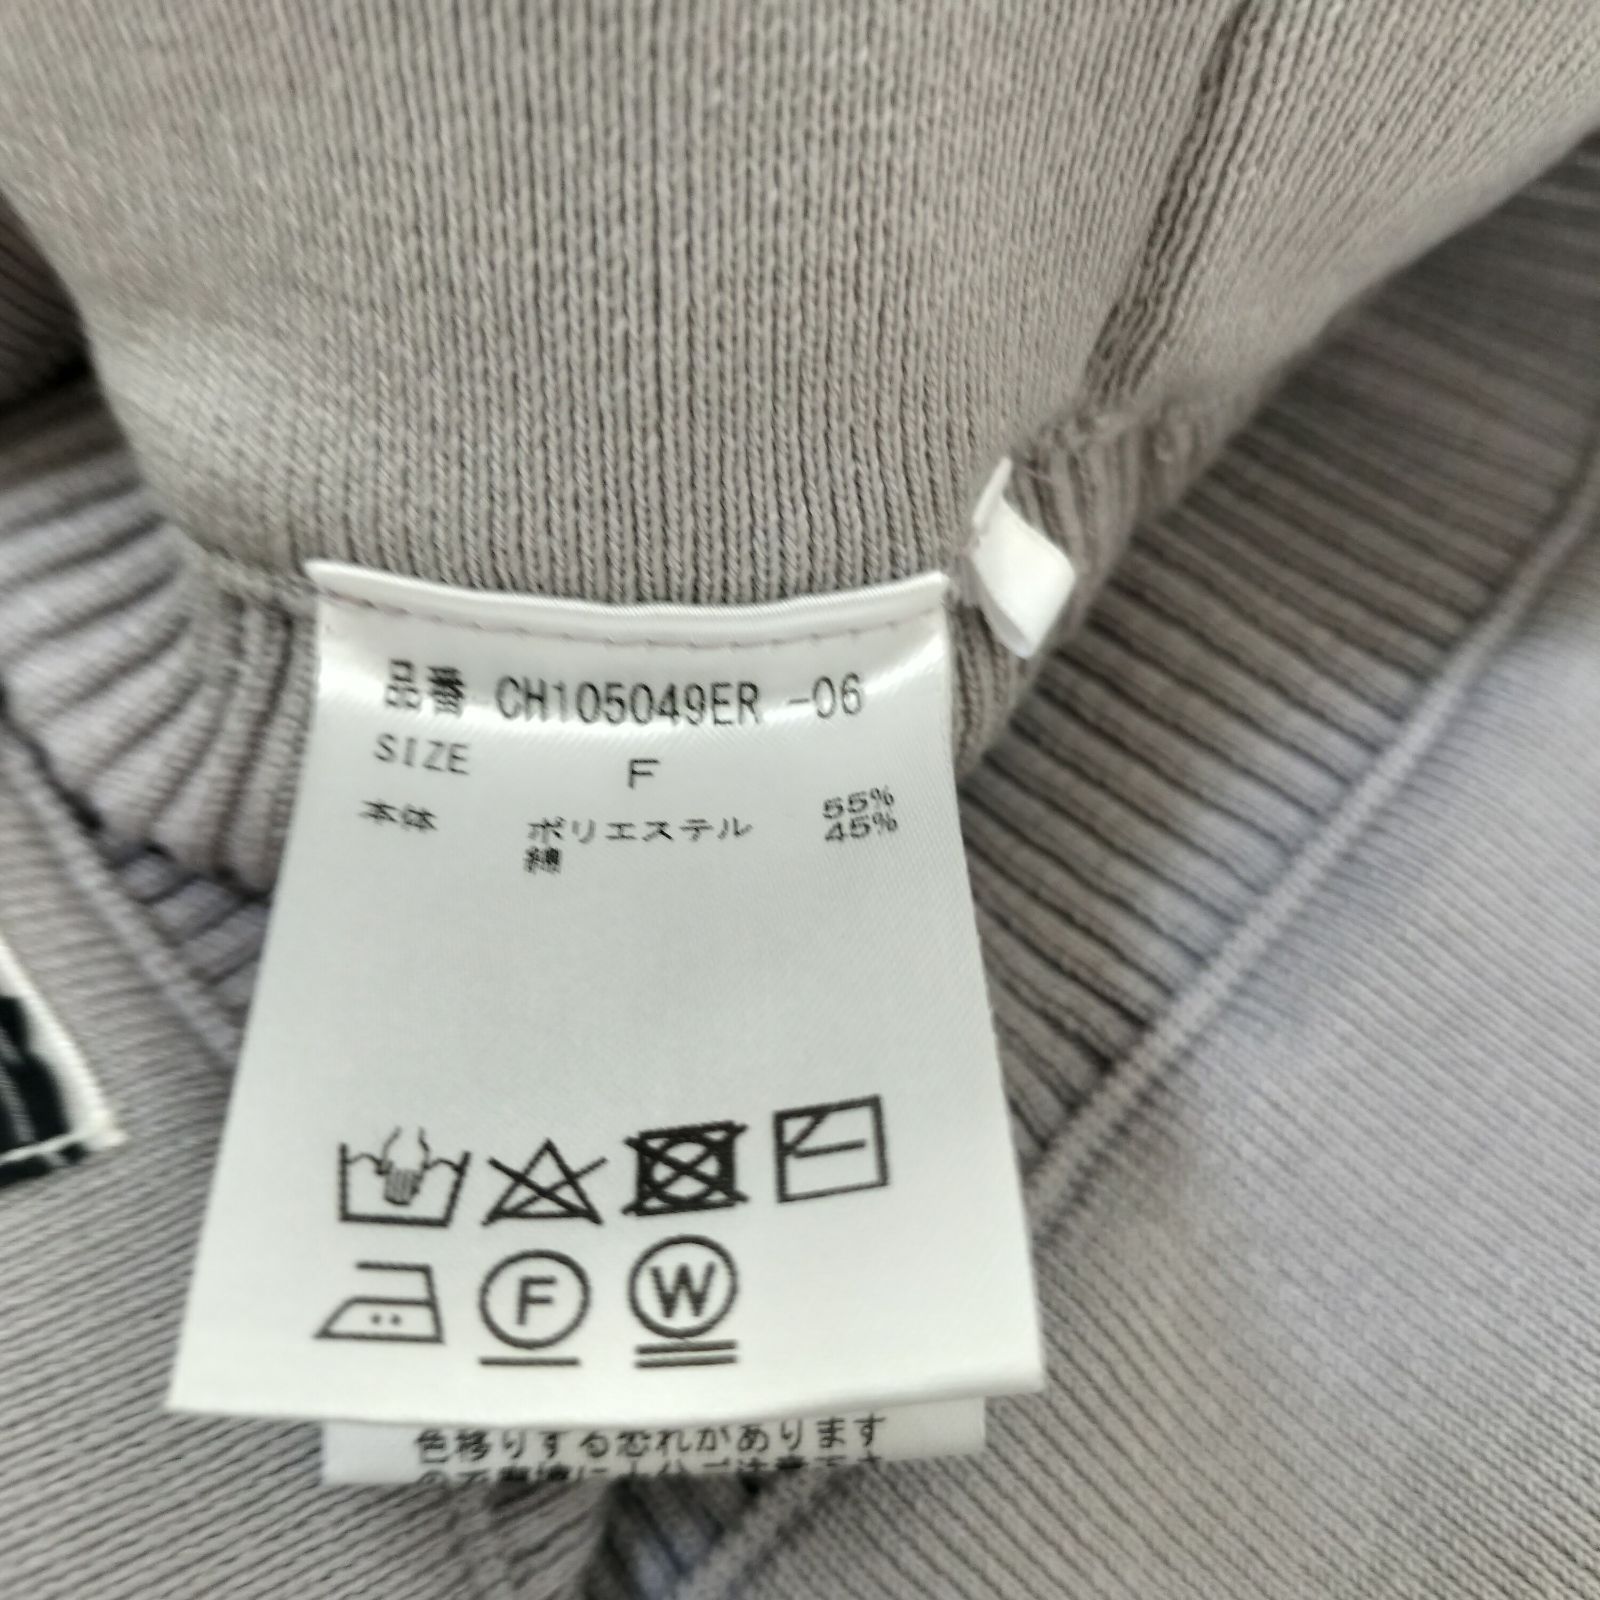 品番 CH105049ER -06
SIZE F
本体 ポリエステル 55%
綿 45%
F W
色移りする恐れがあります